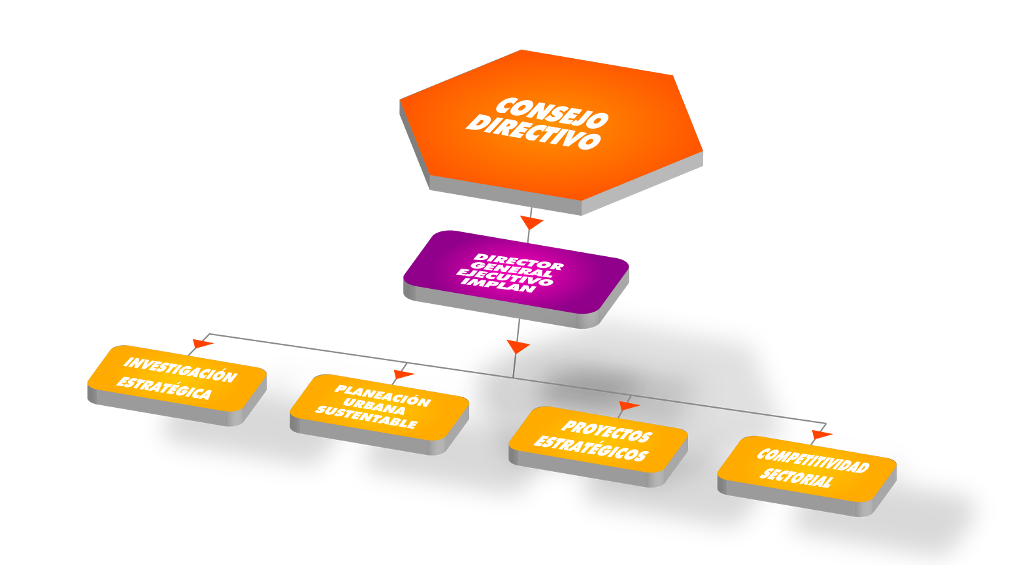 CONSEJO
DIRECTIVO
DIRECTOR
GENERAL
EJECUTIVO
IMPLAN
INVESTIGACIÓN
ESTRATÉGICA
PLANEACIÓN
URBANA
SUSTENTABLE
PROYECTOS
ESTRATÉGICOS
COMPETITIVIDAD
SECTORIAL